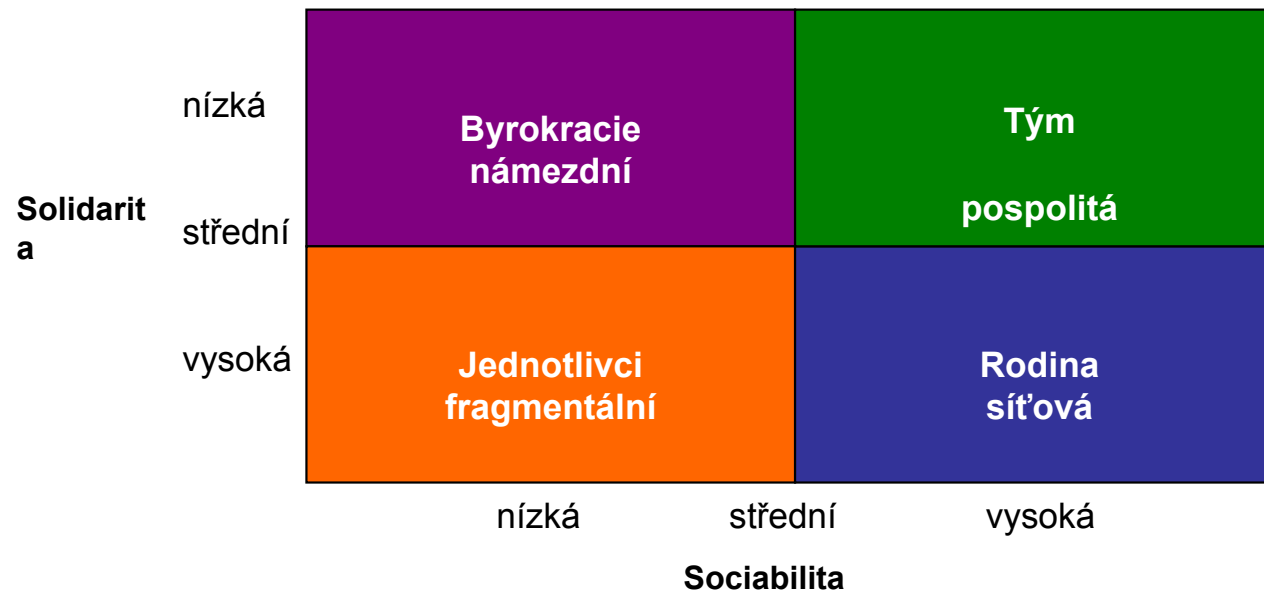 nízká
Byrokracie
námezdní
Tým
pospolitá
Solidarit
a
střední
vysoká
Jednotlivci
fragmentální
Rodina
síťová
nízká
střední
vysoká
Sociabilita